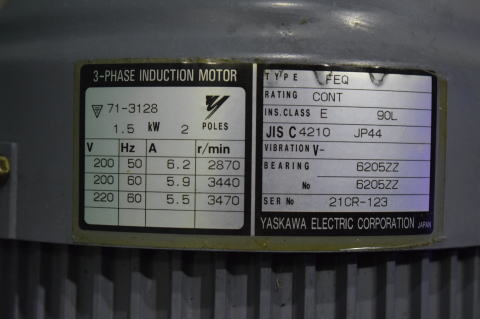 3-PHASE INDUCTION MOTOR
71-3128
1.5 kW 2 POLES
V Hz A r/min
200 50 6.2 2870
200 60 5.9 3440
220 60 5.5 3470
TYPE FEQ
RATING CONT
INS.CLASS E 90L
JIS C 4210 JP44
VIBRATION V-
BEARING 6205ZZ
No 6205ZZ
SER No 21CR-123
YASKAWA ELECTRIC CORPORATION JAPAN